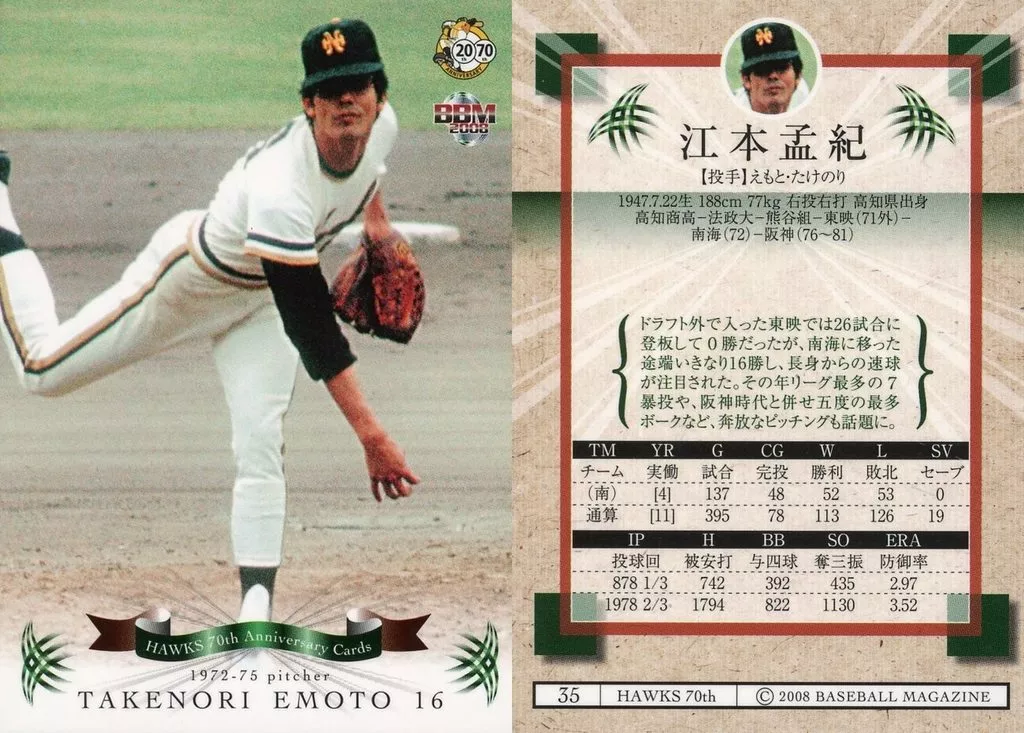 NH
20th 70th
ANNIVERSARY
BBM
2008
HAWKS 70th Anniversary Cards
1972-75 pitcher
TAKENORI EMOTO 16
NH
江本孟紀
【投手】えもと・たけのり
1947.7.22生 188cm 77kg 右投右打 高知県出身
高知商高－法政大－熊谷組－東映(71外)－
南海(72)－阪神(76～81)
ドラフト外で入った東映では26試合に
登板して0勝だったが、南海に移った
途端いきなり16勝し、長身からの速球
が注目された。その年リーグ最多の7
暴投や、阪神時代と併せ五度の最多
ボークなど、奔放なピッチングも話題に。
TM YR G CG W L SV
チーム 実働 試合 完投 勝利 敗北 セーブ
(南) [4] 137 48 52 53 0
通算 [11] 395 78 113 126 19
IP H BB SO ERA
投球回 被安打 与四球 奪三振 防御率
878 1/3 742 392 435 2.97
1978 2/3 1794 822 1130 3.52
35 HAWKS 70th © 2008 BASEBALL MAGAZINE